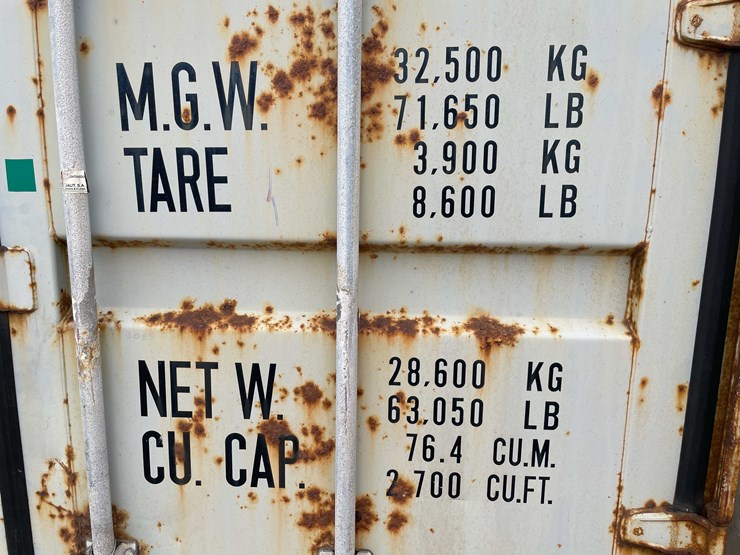 M.G.W. 32,500 KG
71,650 LB
TARE 3,900 KG
8,600 LB
NET W. 28,600 KG
63,050 LB
CU. CAP. 76.4 CU.M.
2,700 CU.FT.